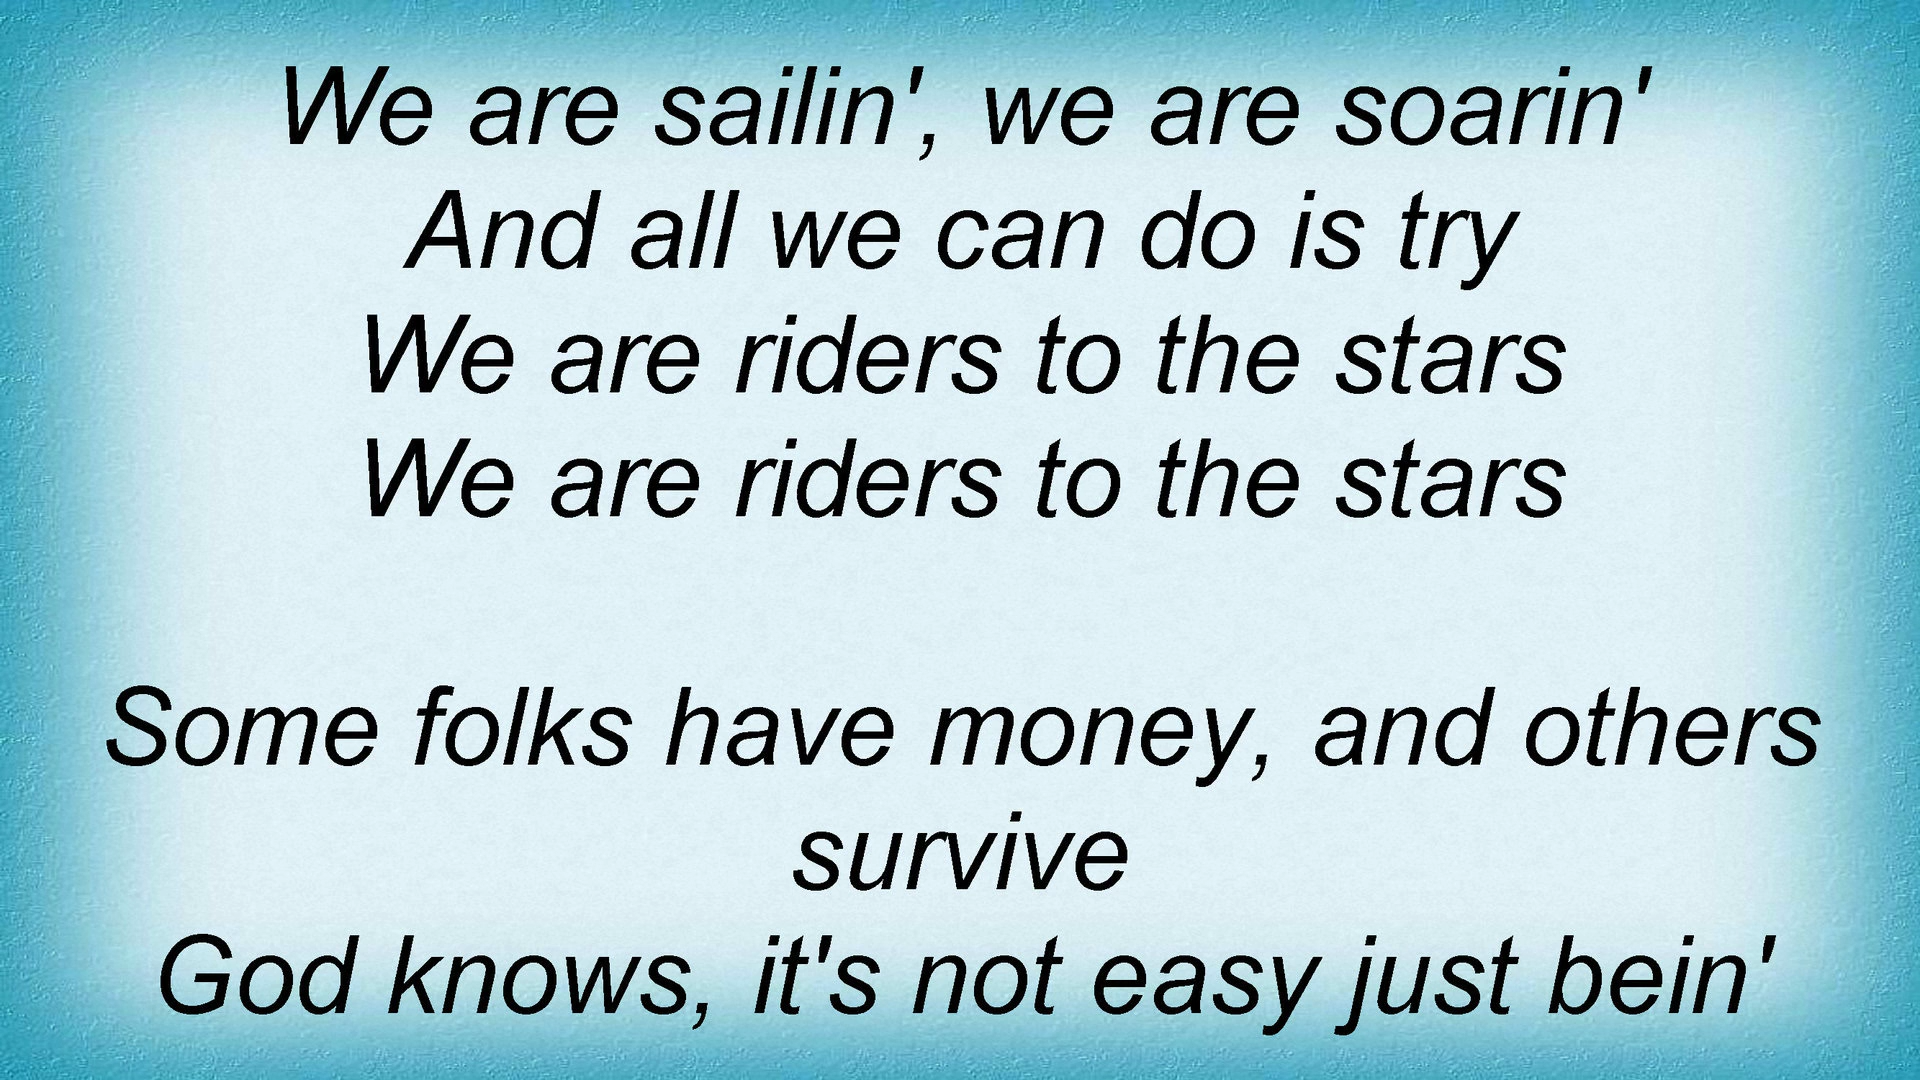 We are sailin', we are soarin'
And all we can do is try
We are riders to the stars
We are riders to the stars
Some folks have money, and others
survive
God knows, it's not easy just bein'